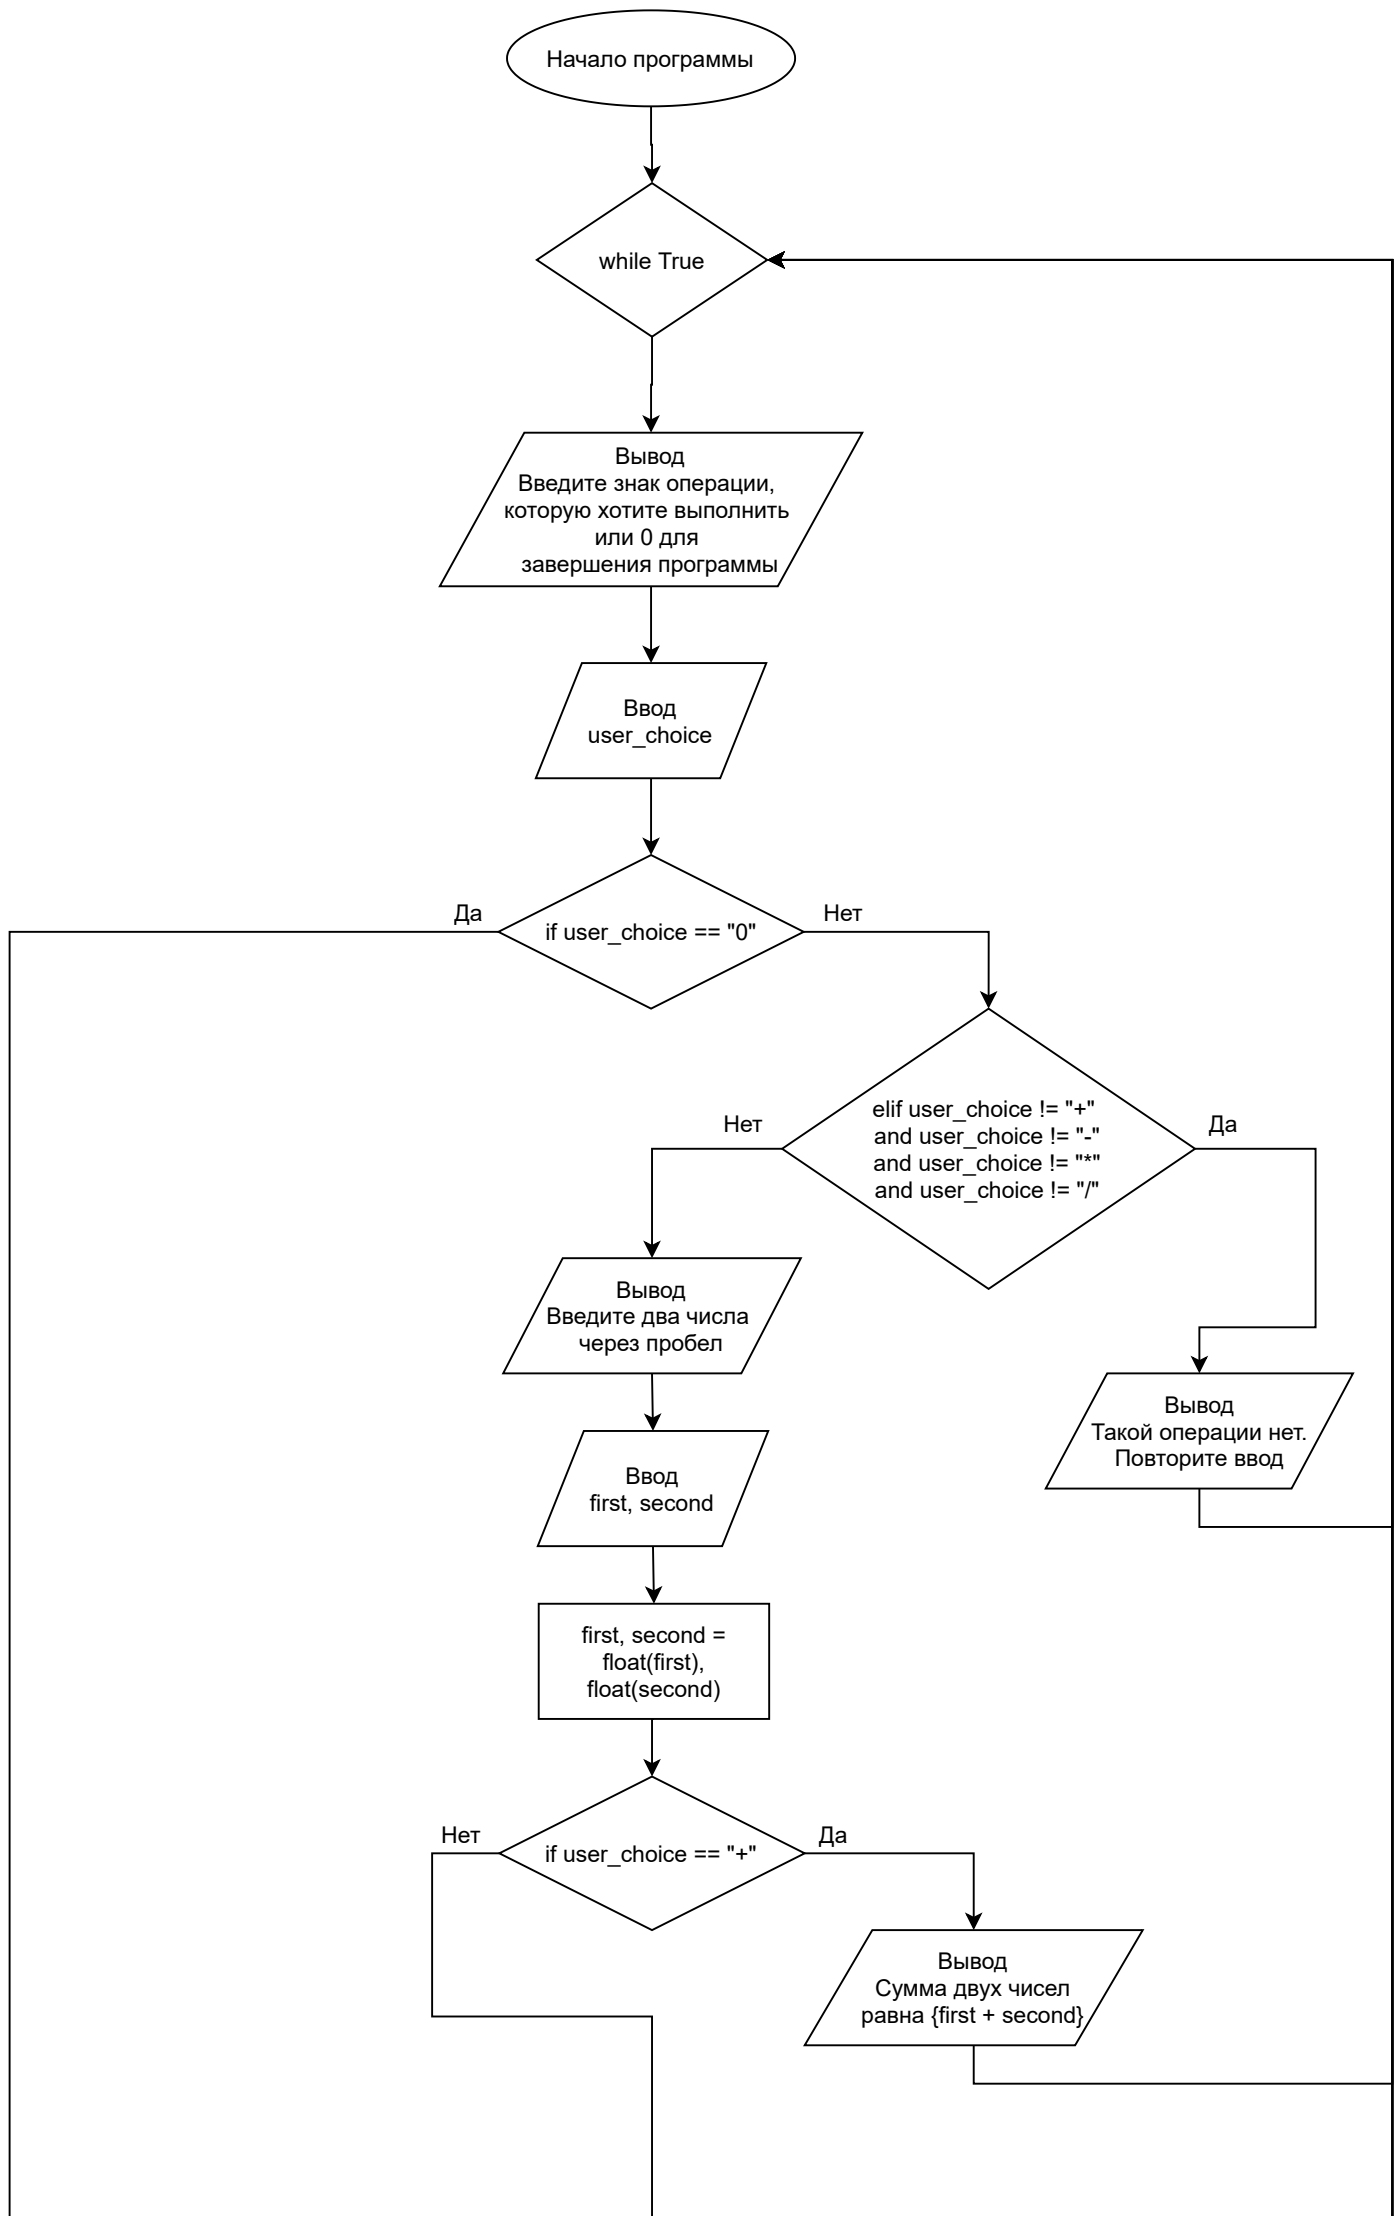 Начало программы
while True
Вывод
Введите знак операции,
которую хотите выполнить
или 0 для
завершения программы
Ввод
user_choice
Да
if user_choice == "0"
Нет
elif user_choice != "+"
and user_choice != "-"
and user_choice != "*"
and user_choice != "/"
Нет
Да
Вывод
Введите два числа
через пробел
Вывод
Такой операции нет.
Повторите ввод
Ввод
first, second
first, second =
float(first),
float(second)
Нет
if user_choice == "+"
Да
Вывод
Сумма двух чисел
равна {first + second}